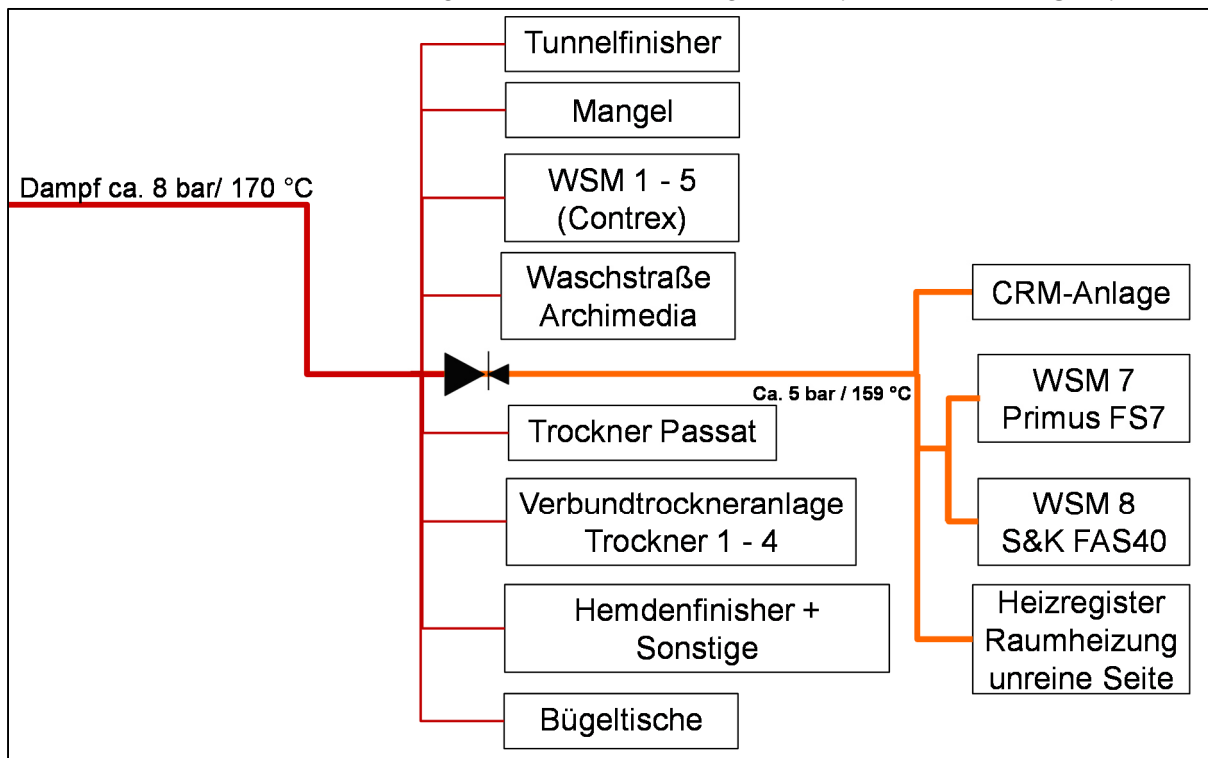 Tunnelfinisher
Mangel
Dampf ca. 8 bar/ 170 °C
WSM 1 - 5
(Contrex)
Waschstraße
Archimedia
CRM-Anlage
Ca. 5 bar / 159 °C
WSM 7
Primus FS7
Trockner Passat
Verbundtrockneranlage
Trockner 1 - 4
WSM 8
S&K FAS40
Hemdenfinisher +
Sonstige
Heizregister
Raumheizung
unreine Seite
Bügeltische